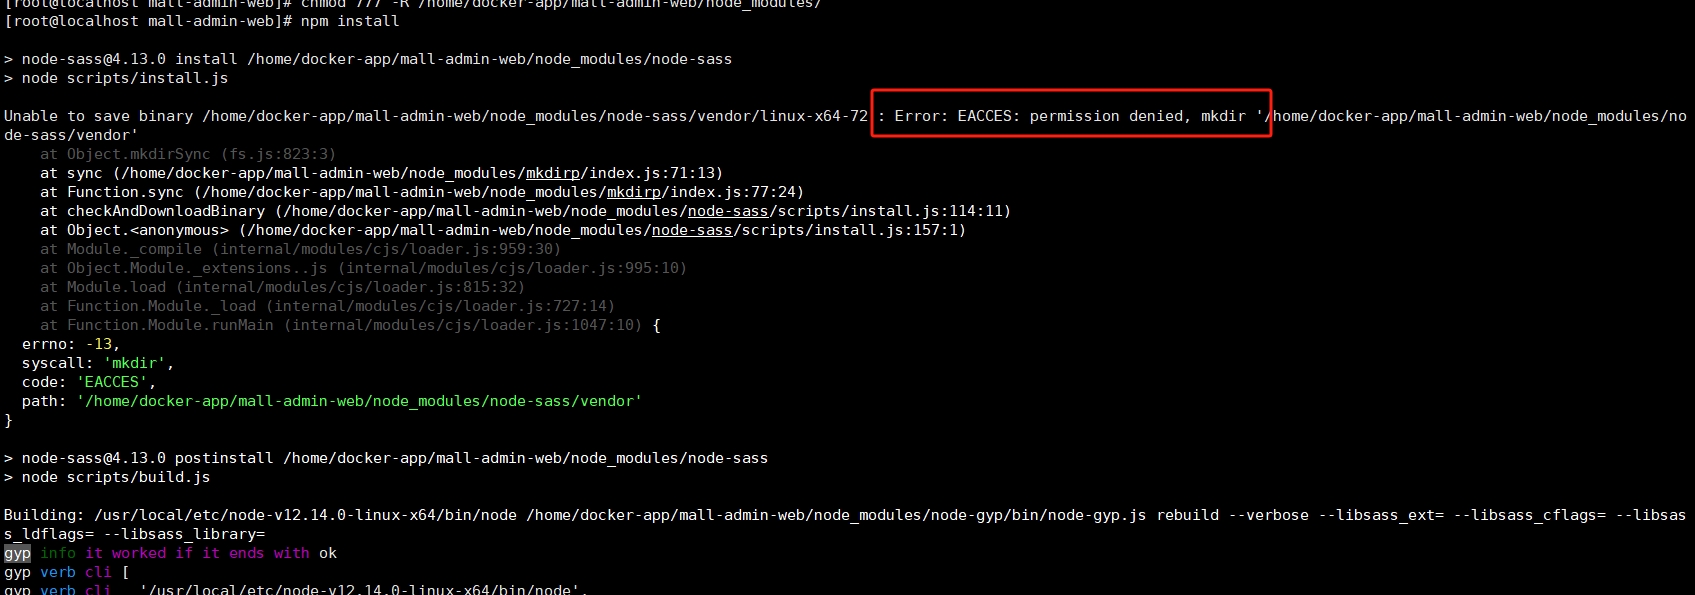 [root@localhost mall-admin-web]# chmod 777 -R /home/docker-app/mall-admin-web/node_modules/
[root@localhost mall-admin-web]# npm install
> node-sass@4.13.0 install /home/docker-app/mall-admin-web/node_modules/node-sass
> node scripts/install.js
Unable to save binary /home/docker-app/mall-admin-web/node_modules/node-sass/vendor/linux-x64-72 : Error: EACCES: permission denied, mkdir '/home/docker-app/mall-admin-web/node_modules/no
de-sass/vendor'
    at Object.mkdirSync (fs.js:823:3)
    at sync (/home/docker-app/mall-admin-web/node_modules/mkdirp/index.js:71:13)
    at Function.sync (/home/docker-app/mall-admin-web/node_modules/mkdirp/index.js:77:24)
    at checkAndDownloadBinary (/home/docker-app/mall-admin-web/node_modules/node-sass/scripts/install.js:114:11)
    at Object.<anonymous> (/home/docker-app/mall-admin-web/node_modules/node-sass/scripts/install.js:157:1)
    at Module._compile (internal/modules/cjs/loader.js:959:30)
    at Object.Module._extensions..js (internal/modules/cjs/loader.js:995:10)
    at Module.load (internal/modules/cjs/loader.js:815:32)
    at Function.Module._load (internal/modules/cjs/loader.js:727:14)
    at Function.Module.runMain (internal/modules/cjs/loader.js:1047:10) {
  errno: -13,
  syscall: 'mkdir',
  code: 'EACCES',
  path: '/home/docker-app/mall-admin-web/node_modules/node-sass/vendor'
}
> node-sass@4.13.0 postinstall /home/docker-app/mall-admin-web/node_modules/node-sass
> node scripts/build.js
Building: /usr/local/etc/node-v12.14.0-linux-x64/bin/node /home/docker-app/mall-admin-web/node_modules/node-gyp/bin/node-gyp.js rebuild --verbose --libsass_ext= --libsass_cflags= --libsas
s_ldflags= --libsass_library=
gyp info it worked if it ends with ok
gyp verb cli [
gyp verb cli   '/usr/local/etc/node-v12.14.0-linux-x64/bin/node',